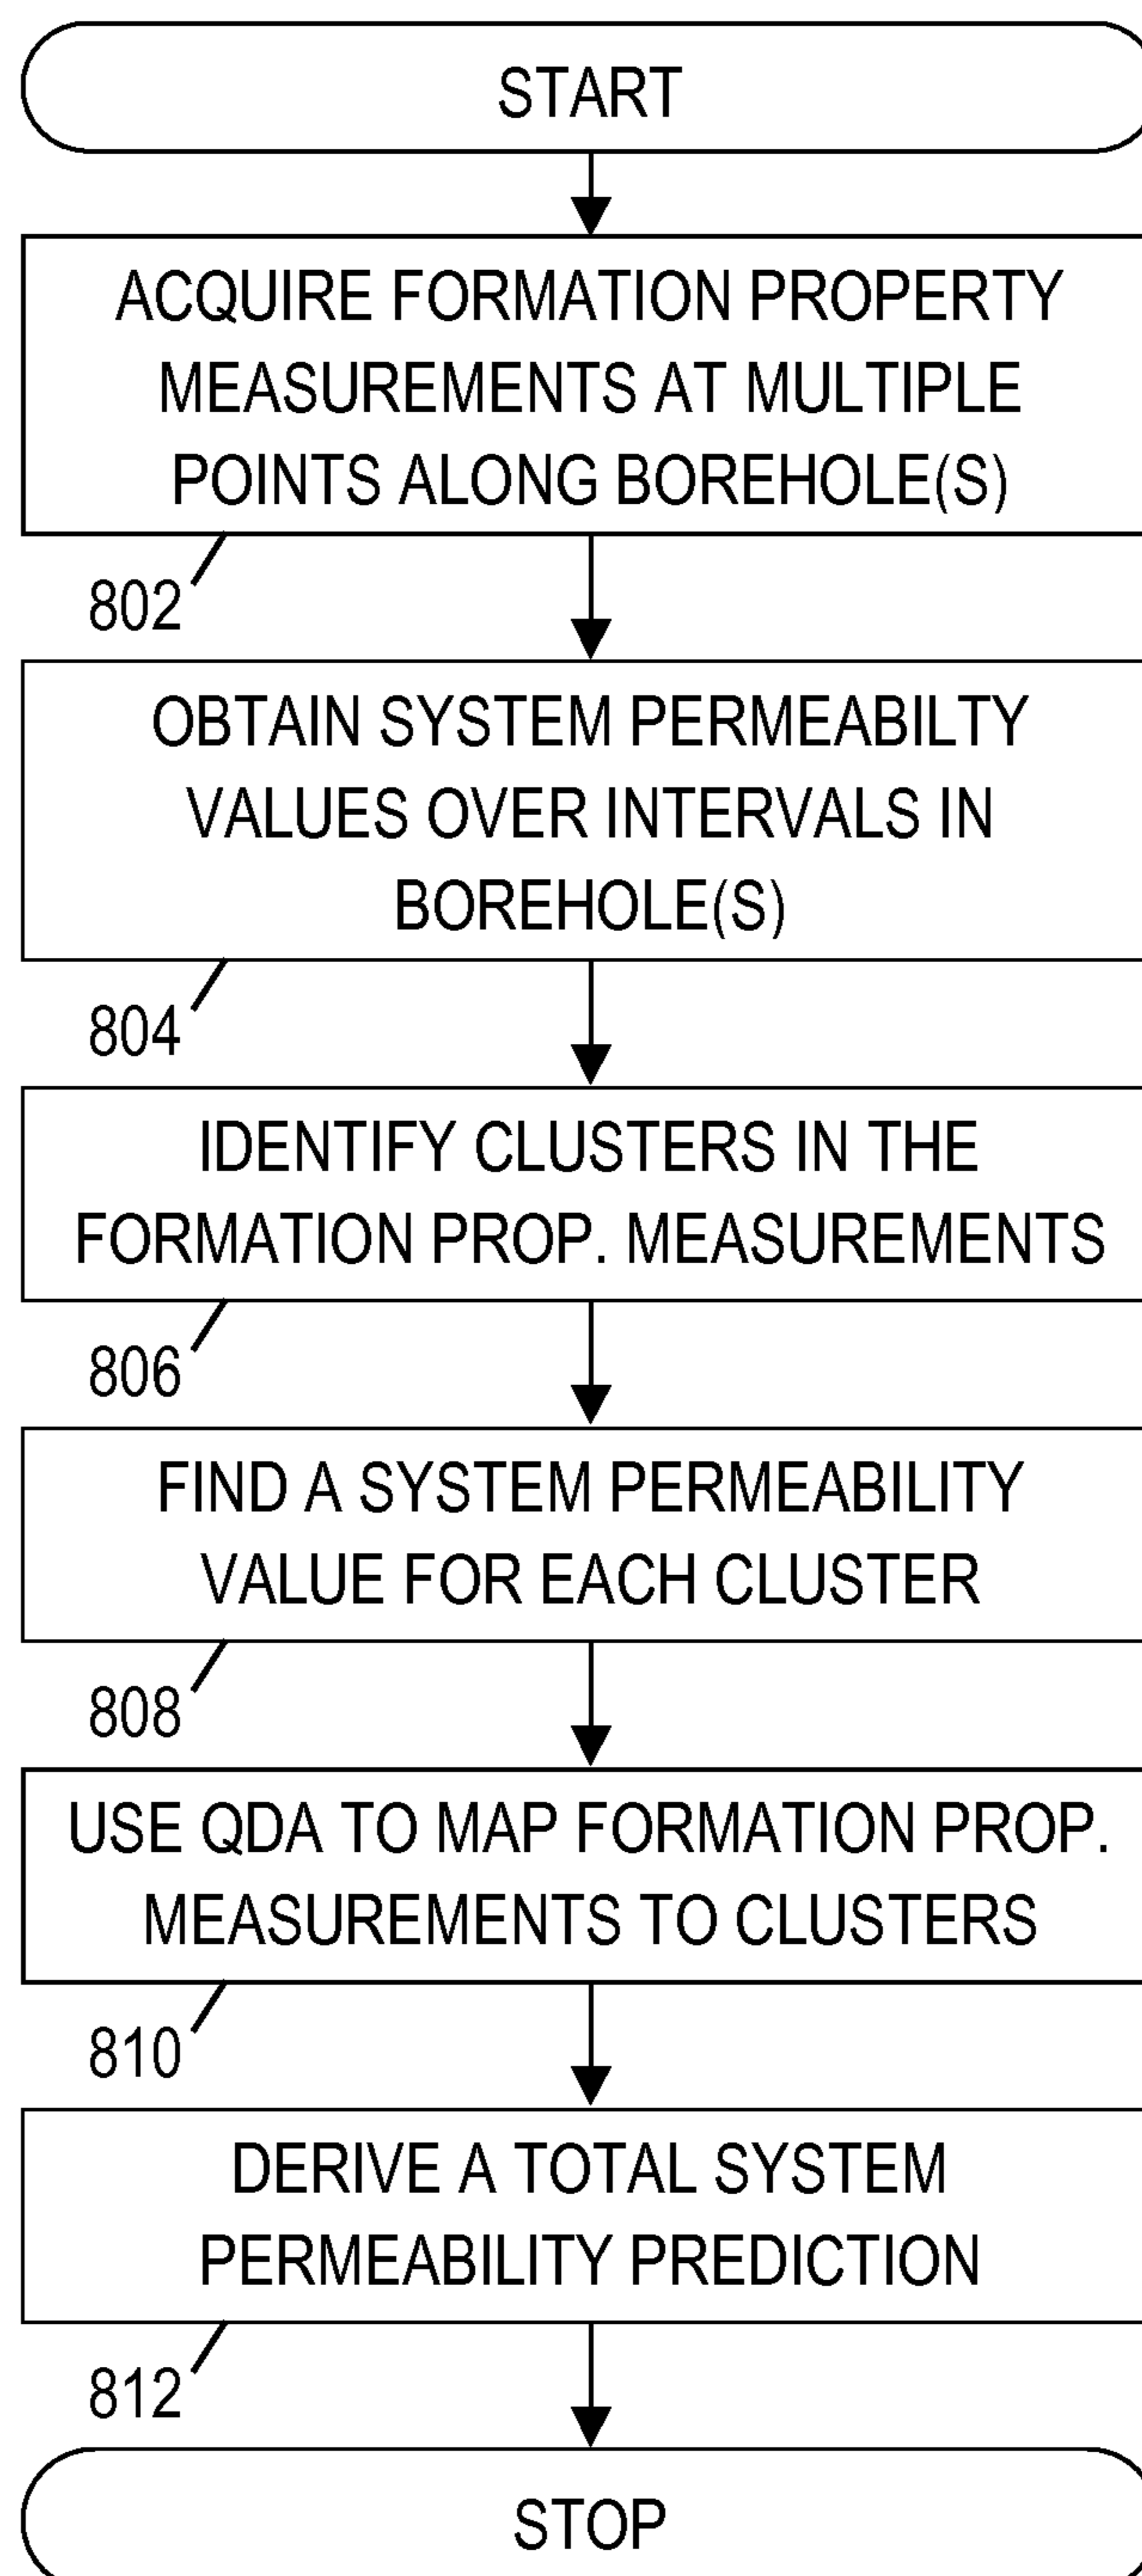 START
ACQUIRE FORMATION PROPERTY
MEASUREMENTS AT MULTIPLE
POINTS ALONG BOREHOLE(S)
802
OBTAIN SYSTEM PERMEABILTY
VALUES OVER INTERVALS IN
BOREHOLE(S)
804
IDENTIFY CLUSTERS IN THE
FORMATION PROP. MEASUREMENTS
806
FIND A SYSTEM PERMEABILITY
VALUE FOR EACH CLUSTER
808
USE QDA TO MAP FORMATION PROP.
MEASUREMENTS TO CLUSTERS
810
DERIVE A TOTAL SYSTEM
PERMEABILITY PREDICTION
812
STOP